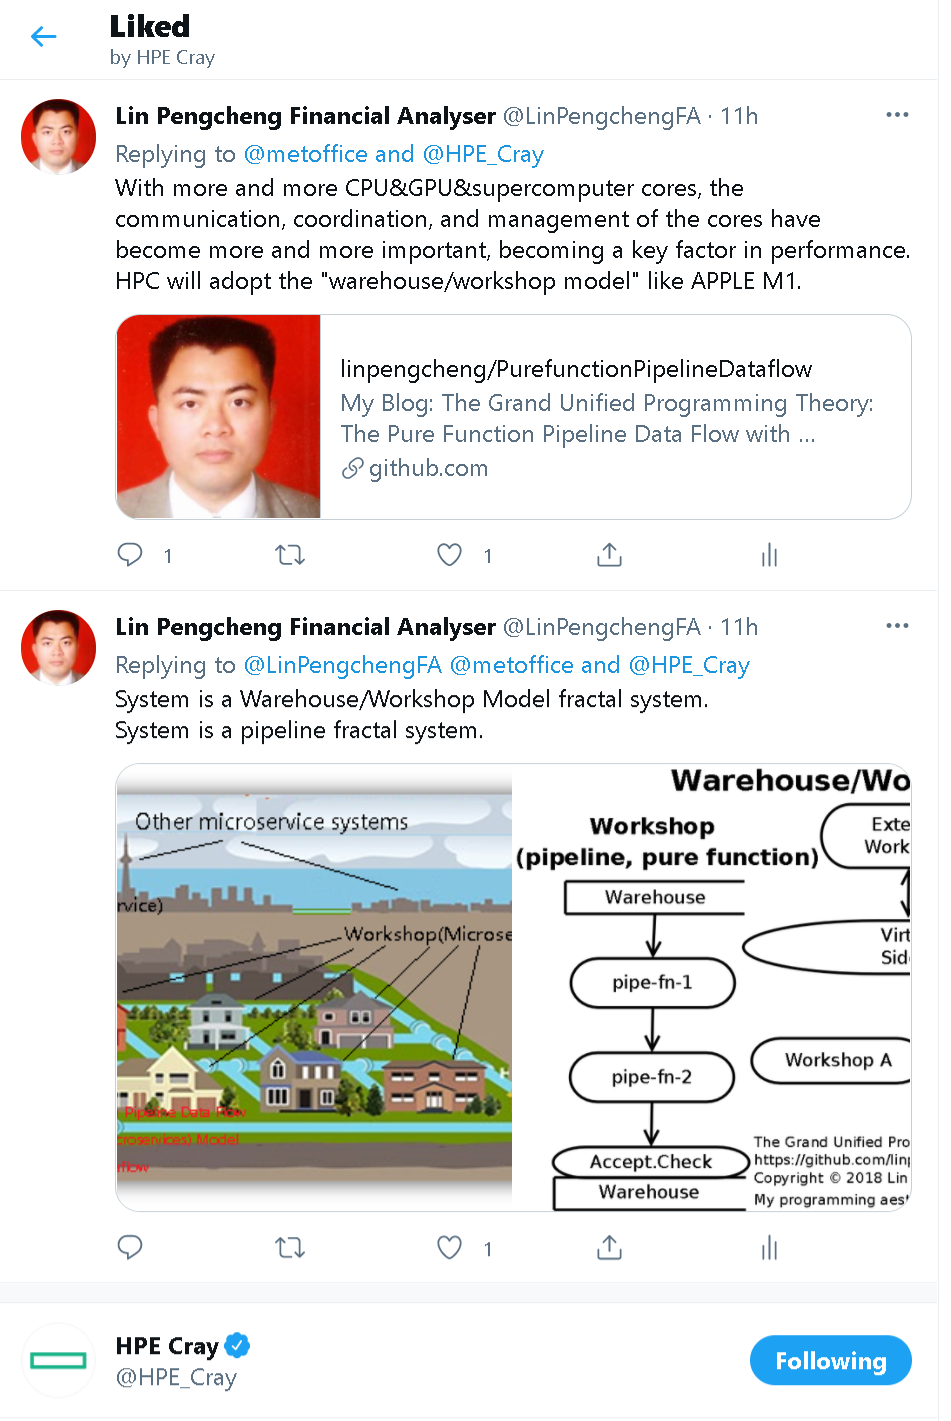 Liked
by HPE Cray
Lin Pengcheng Financial Analyser @LinPengchengFA · 11h
Replying to @metoffice and @HPE_Cray
With more and more CPU&GPU&supercomputer cores, the
communication, coordination, and management of the cores have
become more and more important, becoming a key factor in performance.
HPC will adopt the "warehouse/workshop model" like APPLE M1.
linpengcheng/PurefunctionPipelineDataflow
My Blog: The Grand Unified Programming Theory:
The Pure Function Pipeline Data Flow with ...
github.com
1
1
Lin Pengcheng Financial Analyser @LinPengchengFA · 11h
Replying to @LinPengchengFA @metoffice and @HPE_Cray
System is a Warehouse/Workshop Model fractal system.
System is a pipeline fractal system.
Other microservice systems
rvice)
Workshop(Microse
H
Pipeline Data Flow
croservices) Model
flow
Warehouse/Wo
Workshop
(pipeline, pure function)
Warehouse
pipe-fn-1
pipe-fn-2
Accept.Check
Warehouse
Exte
Work
Virt
Sid
Workshop A
The Grand Unified Pro
https://github.com/linp
Copyright © 2018 Lin
My programming aest
1
HPE Cray
@HPE_Cray
Following